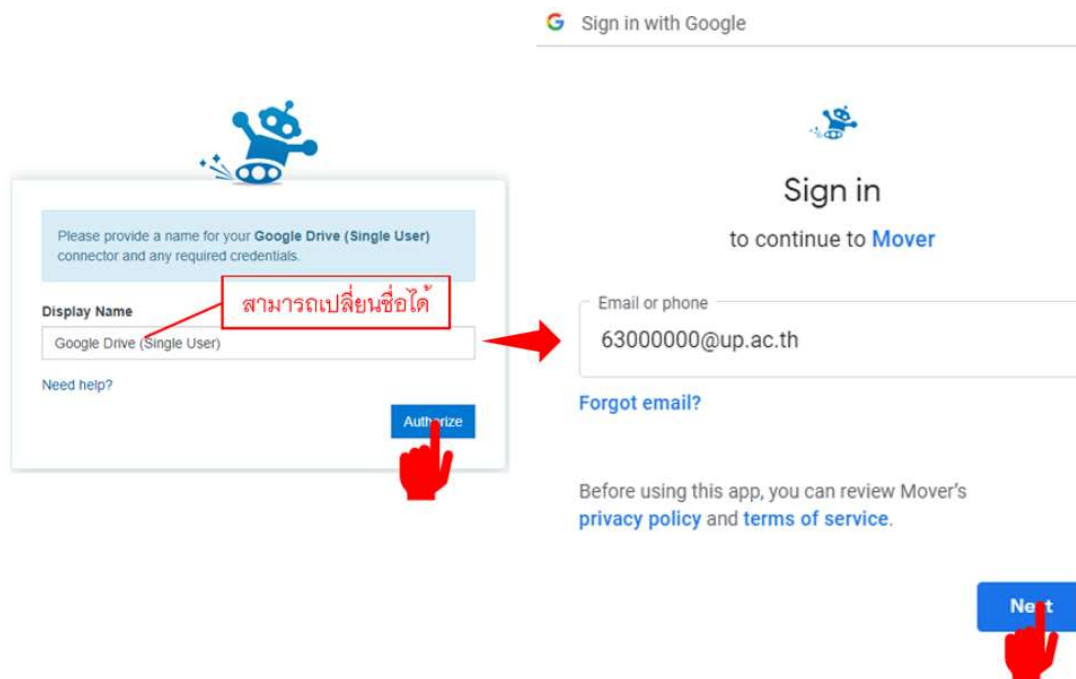 Please provide a name for your Google Drive (Single User)
connector and any required credentials.
Display Name
สามารถเปลี่ยนชื่อได้
Google Drive (Single User)
Need help?
Authorize
Sign in with Google
Sign in
to continue to Mover
Email or phone
63000000@up.ac.th
Forgot email?
Before using this app, you can review Mover's
privacy policy and terms of service.
Next